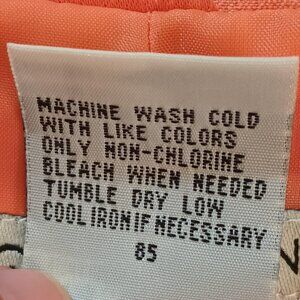 MACHINE WASH COLD
WITH LIKE COLORS
ONLY NON-CHLORINE
BLEACH WHEN NEEDED
TUMBLE DRY LOW
COOL IRON IF NECESSARY
85